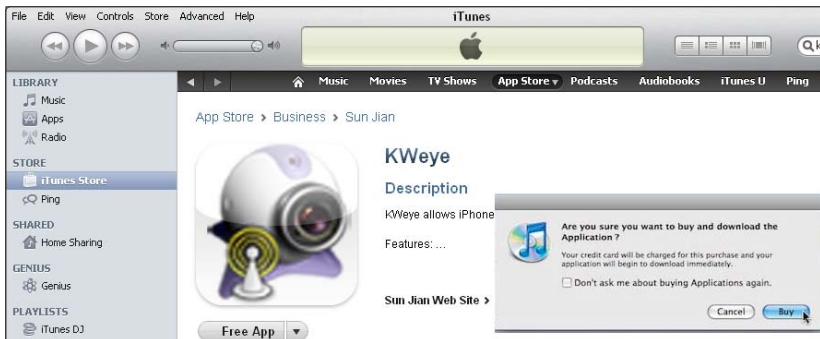 File Edit View Controls Store Advanced Help
iTunes
Music Movies TV Shows App Store Podcasts Audiobooks iTunes U Ping
LIBRARY
Music
Apps
Radio
STORE
iTunes Store
Ping
SHARED
Home Sharing
GENIUS
Genius
PLAYLISTS
iTunes DJ
App Store > Business > Sun Jian
KWeye
Description
KWeye allows iPhone
Features: ...
Sun Jian Web Site >
Free App
Are you sure you want to buy and download the
Application ?
Your credit card will be charged for this purchase and your
application will begin to download immediately.
Don't ask me about buying Applications again.
Cancel Buy